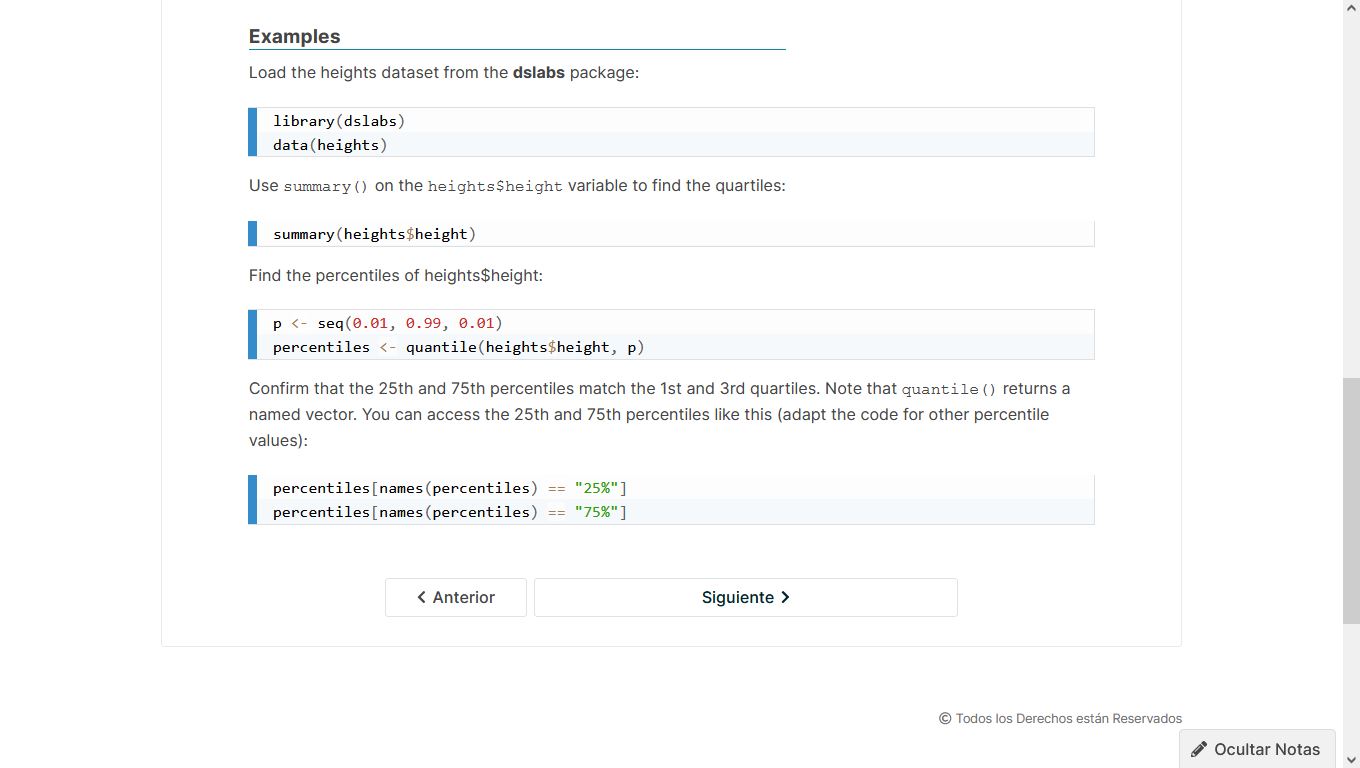 Examples
Load the heights dataset from the dslabs package:
library(dslabs)
data(heights)
Use summary() on the heights$height variable to find the quartiles:
summary(heights$height)
Find the percentiles of heights$height:
p <- seq(0.01, 0.99, 0.01)
percentiles <- quantile(heights$height, p)
Confirm that the 25th and 75th percentiles match the 1st and 3rd quartiles. Note that quantile() returns a
named vector. You can access the 25th and 75th percentiles like this (adapt the code for other percentile
values):
percentiles[names(percentiles) == "25%"]
percentiles[names(percentiles) == "75%"]
Anterior
Siguiente
© Todos los Derechos están Reservados
Ocultar Notas